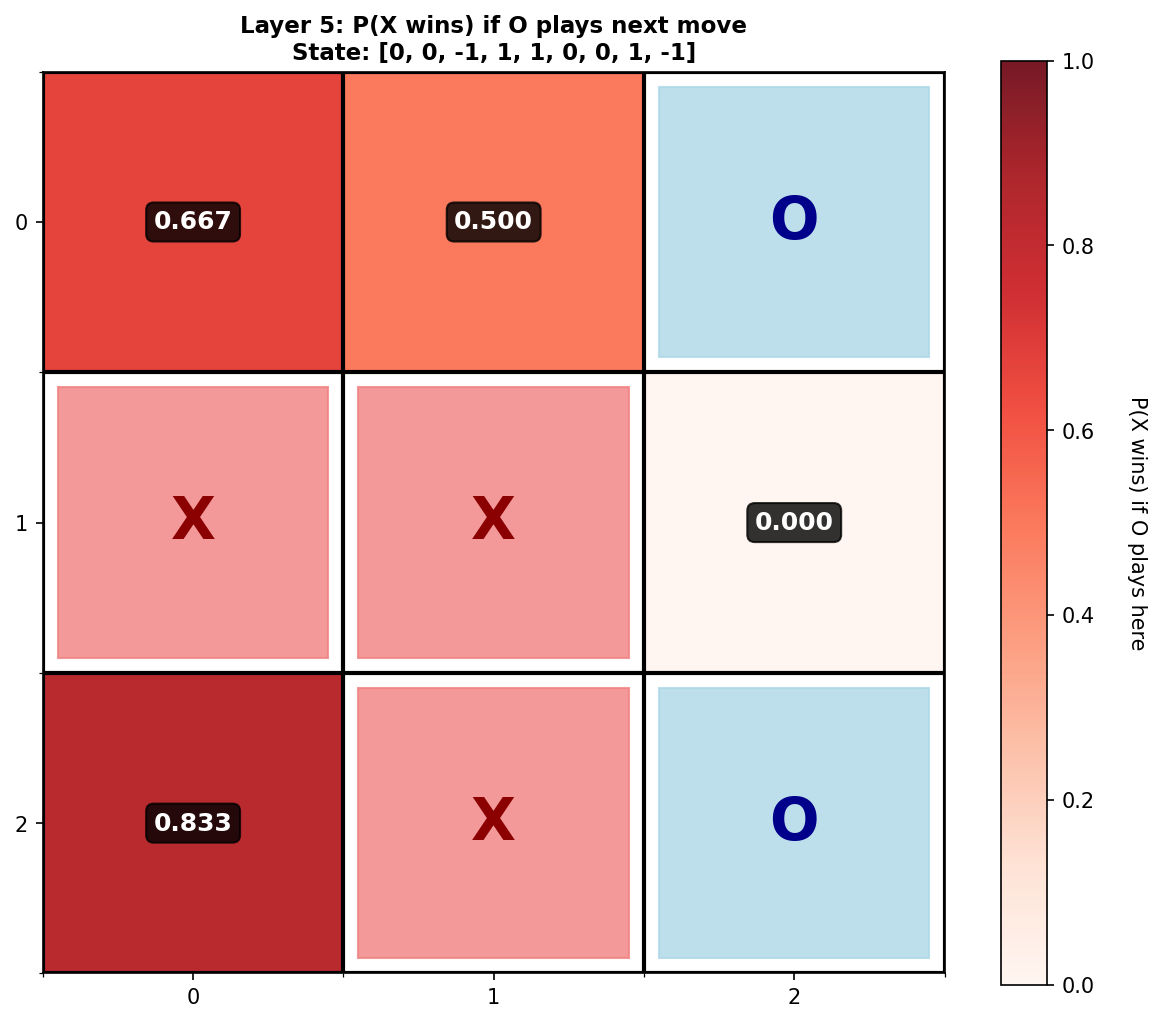 Layer 5: P(X wins) if O plays next move
State: [0, 0, -1, 1, 1, 0, 0, 1, -1]
0
0.667
0.500
O
1
X
X
0.000
2
0.833
X
O
0
1
2
1.0
0.8
0.6
0.4
0.2
0.0
P(X wins) if O plays here